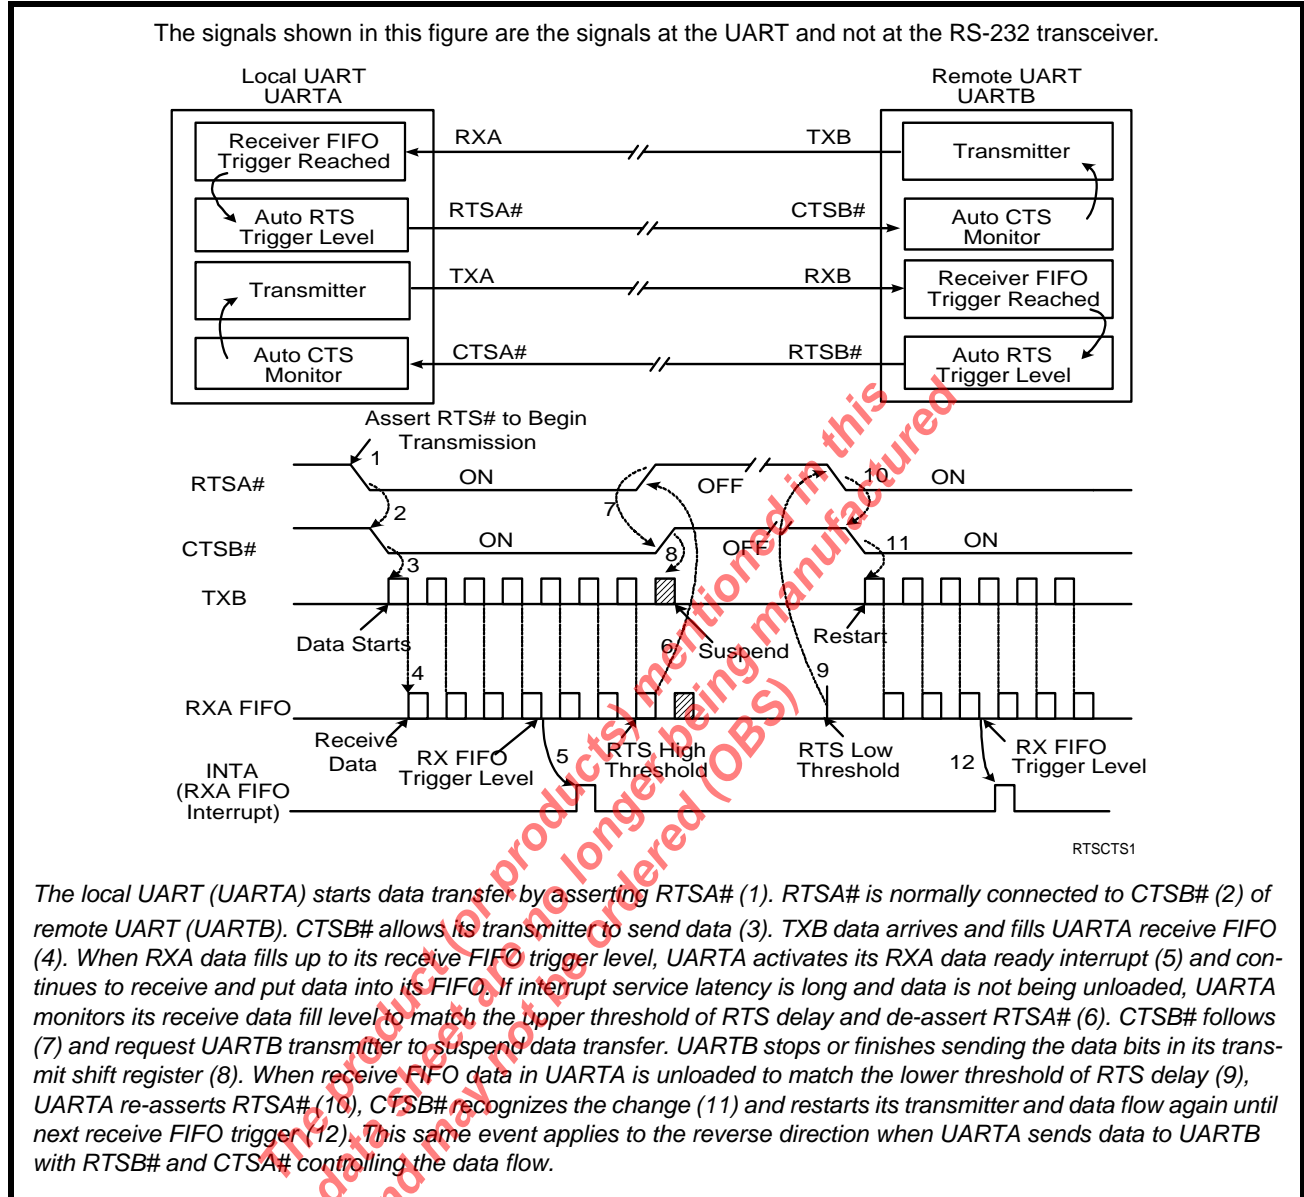 The signals shown in this figure are the signals at the UART and not at the RS-232 transceiver.
Local UART
UARTA
Remote UART
UARTB
Receiver FIFO
Trigger Reached
RXA
TXB
Transmitter
Auto RTS
Trigger Level
RTSA#
CTSB#
Auto CTS
Monitor
Transmitter
TXA
RXB
Receiver FIFO
Trigger Reached
Auto CTS
Monitor
CTSA#
RTSB#
Auto RTS
Trigger Level
Assert RTS# to Begin
Transmission
RTSA#
1
ON
OFF
10
ON
2
7
CTSB#
ON
8
OFF
11
ON
3
TXB
Data Starts
6
Suspend
Restart
4
9
RXA FIFO
Receive
Data
RX FIFO
Trigger Level
5
RTS High
Threshold
RTS Low
Threshold
12
RX FIFO
Trigger Level
INTA
(RXA FIFO
Interrupt)
RTSCTS1
The local UART (UARTA) starts data transfer by asserting RTSA# (1). RTSA# is normally connected to CTSB# (2) of
remote UART (UARTB). CTSB# allows its transmitter to send data (3). TXB data arrives and fills UARTA receive FIFO
(4). When RXA data fills up to its receive FIFO trigger level, UARTA activates its RXA data ready interrupt (5) and con-
tinues to receive and put data into its FIFO. If interrupt service latency is long and data is not being unloaded, UARTA
monitors its receive data fill level to match the upper threshold of RTS delay and de-assert RTSA# (6). CTSB# follows
(7) and request UARTB transmitter to suspend data transfer. UARTB stops or finishes sending the data bits in its trans-
mit shift register (8). When receive FIFO data in UARTA is unloaded to match the lower threshold of RTS delay (9),
UARTA re-asserts RTSA# (10), CTSB# recognizes the change (11) and restarts its transmitter and data flow again until
next receive FIFO trigger (12). This same event applies to the reverse direction when UARTA sends data to UARTB
with RTSB# and CTSA# controlling the data flow.
The product (or products) mentioned in this
data sheet are no longer being manufactured
and may not be ordered (OBS)